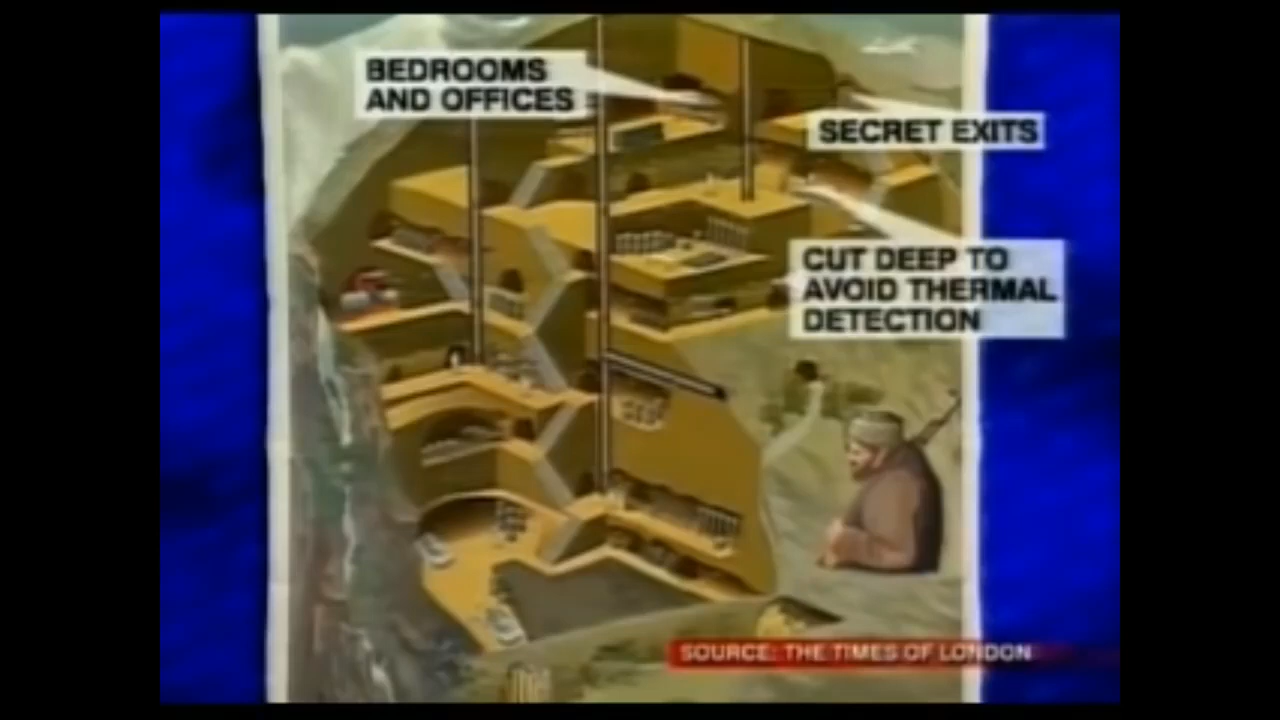 BEDROOMS
AND OFFICES
SECRET EXITS
CUT DEEP TO
AVOID THERMAL
DETECTION
SOURCE: THE TIMES OF LONDON